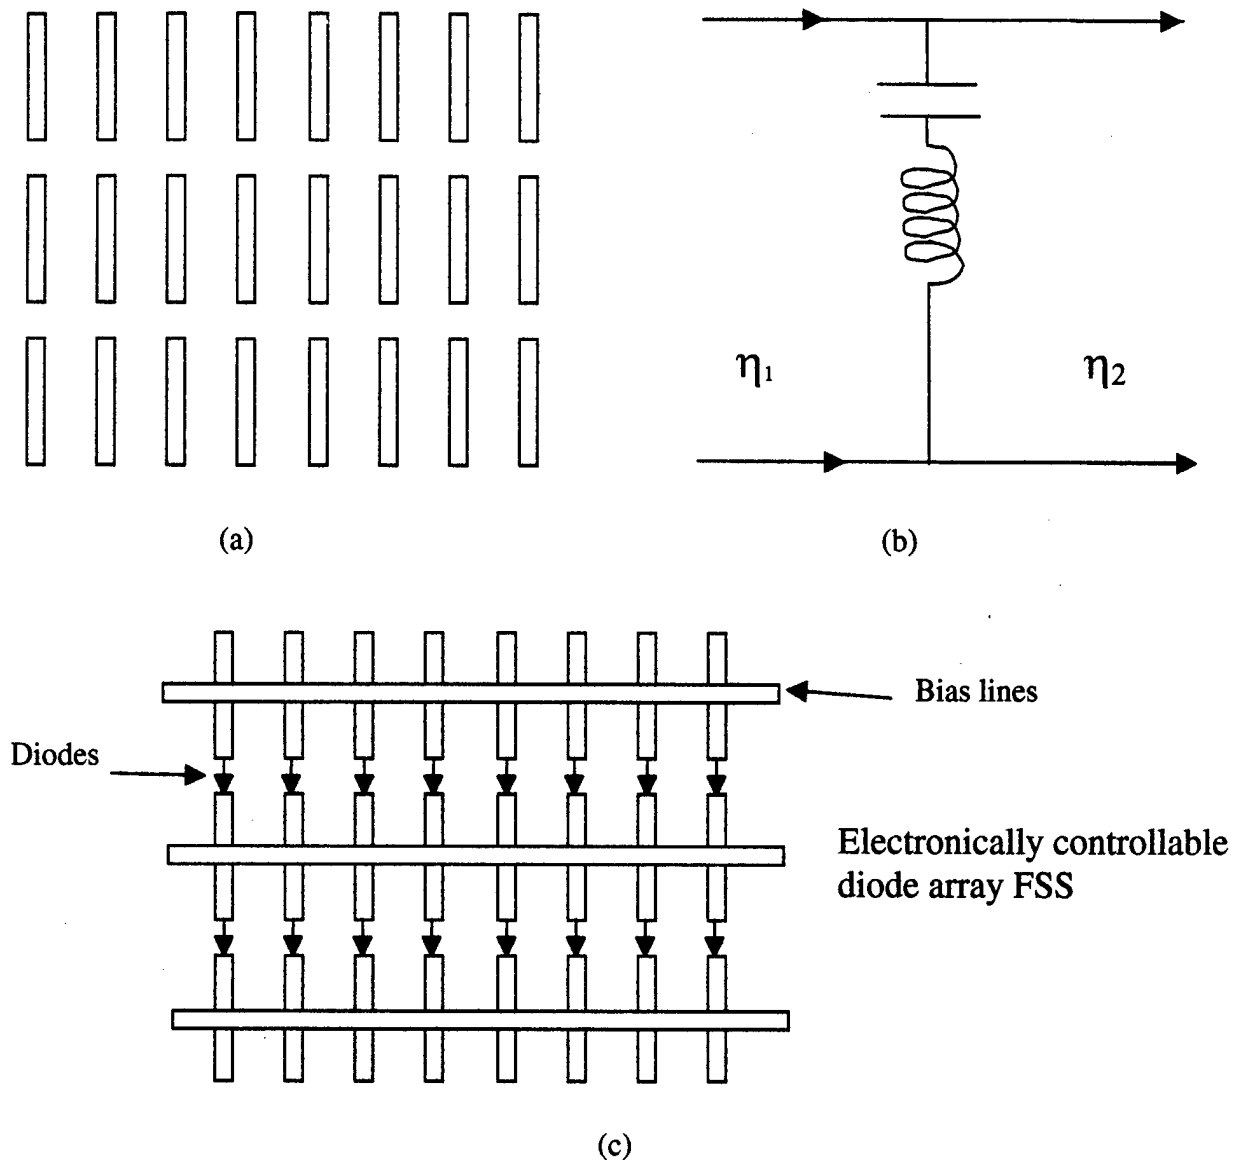 η1
η2
(a)
(b)
Bias lines
Diodes
Electronically controllable
diode array FSS
(c)